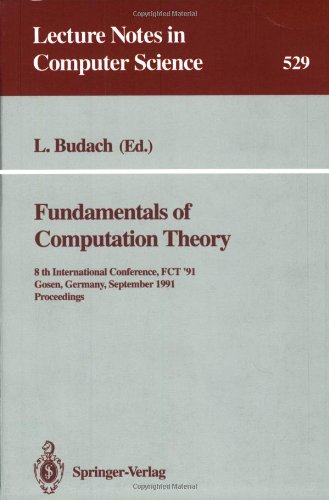 Lecture Notes in
Computer Science
529
L. Budach (Ed.)
Fundamentals of
Computation Theory
8 th International Conference, FCT '91
Gosen, Germany, September 1991
Proceedings
Springer-Verlag